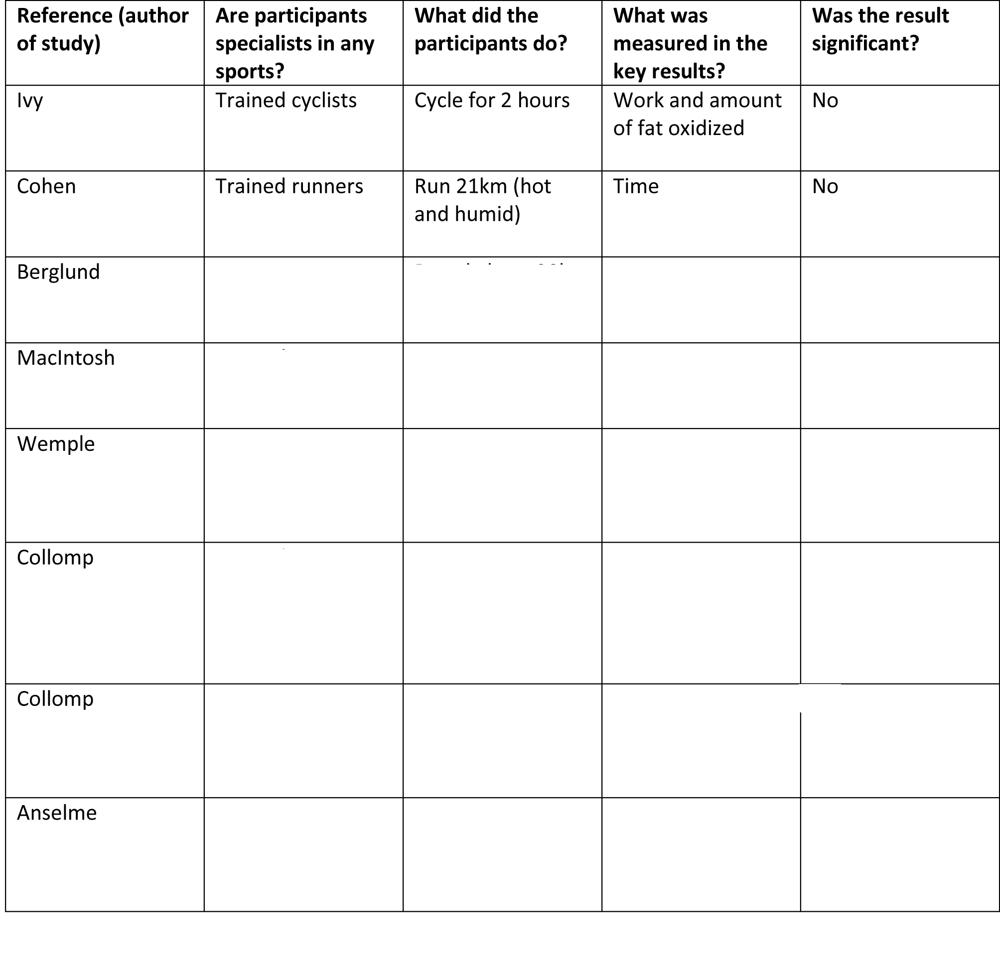 Reference (author
of study)
Are participants
specialists in any
sports?
What did the
participants do?
What was
measured in the
key results?
Was the result
significant?
Ivy
Trained cyclists
Cycle for 2 hours
Work and amount
of fat oxidized
No
Cohen
Trained runners
Run 21km (hot
and humid)
Time
No
Berglund
MacIntosh
Wemple
Collomp
Collomp
Anselme